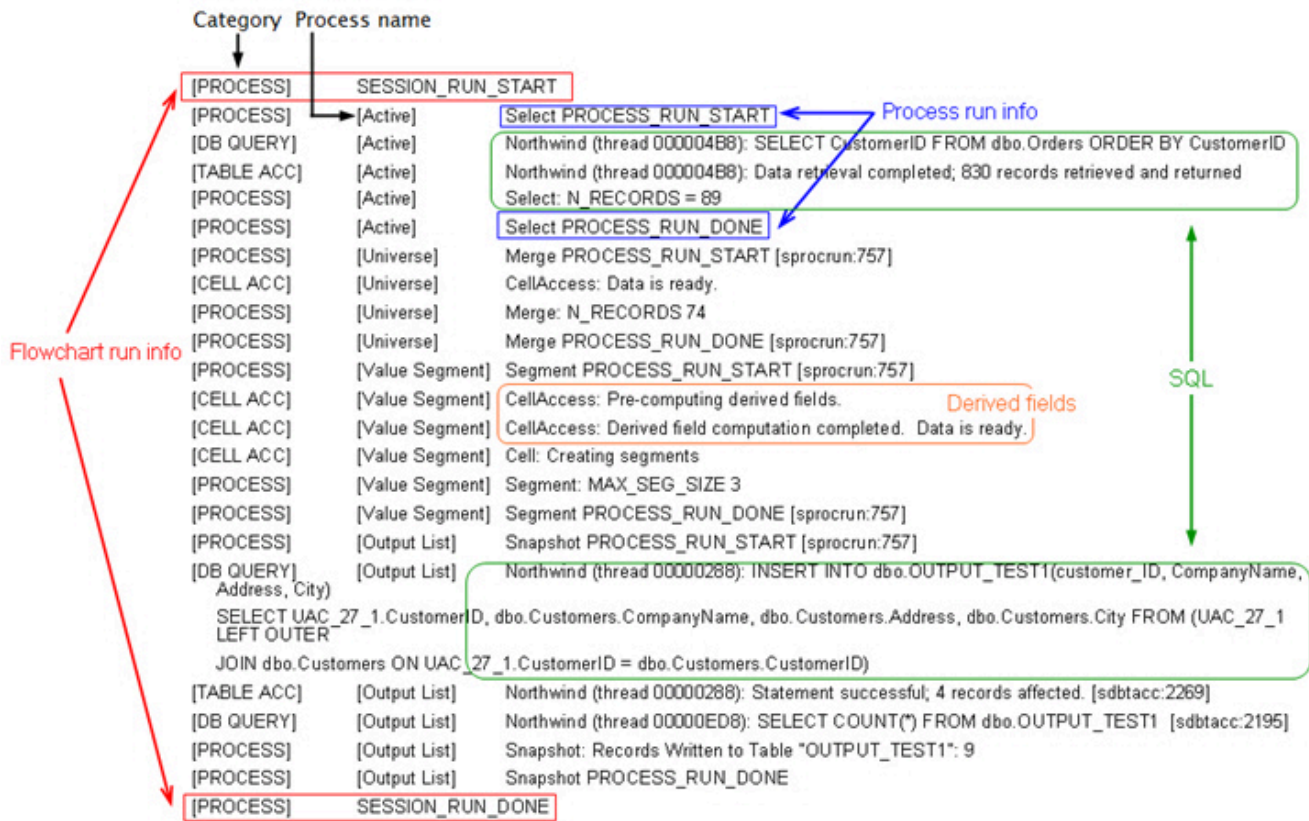 Category Process name
[PROCESS] SESSION_RUN_START
[PROCESS] [Active] Select PROCESS_RUN_START Process run info
[DB QUERY] [Active] Northwind (thread 000004B8): SELECT CustomerID FROM dbo.Orders ORDER BY CustomerID
[TABLE ACC] [Active] Northwind (thread 000004B8): Data retrieval completed; 830 records retrieved and returned
[PROCESS] [Active] Select: N_RECORDS = 89
[PROCESS] [Active] Select PROCESS_RUN_DONE
[PROCESS] [Universe] Merge PROCESS_RUN_START [sprocrun:757]
[CELL ACC] [Universe] CellAccess: Data is ready.
[PROCESS] [Universe] Merge: N_RECORDS 74
[PROCESS] [Universe] Merge PROCESS_RUN_DONE [sprocrun:757]
Flowchart run info
[PROCESS] [Value Segment] Segment PROCESS_RUN_START [sprocrun:757]
SQL
[CELL ACC] [Value Segment] CellAccess: Pre-computing derived fields. Derived fields
[CELL ACC] [Value Segment] CellAccess: Derived field computation completed. Data is ready.
[CELL ACC] [Value Segment] Cell: Creating segments
[PROCESS] [Value Segment] Segment: MAX_SEG_SIZE 3
[PROCESS] [Value Segment] Segment PROCESS_RUN_DONE [sprocrun:757]
[PROCESS] [Output List] Snapshot PROCESS_RUN_START [sprocrun:757]
[DB QUERY] [Output List] Northwind (thread 00000288): INSERT INTO dbo.OUTPUT_TEST1(customer_ID, CompanyName,
Address, City)
SELECT UAC_27_1.CustomerID, dbo.Customers.CompanyName, dbo.Customers.Address, dbo.Customers.City FROM (UAC_27_1
LEFT OUTER
JOIN dbo.Customers ON UAC_27_1.CustomerID = dbo.Customers.CustomerID)
[TABLE ACC] [Output List] Northwind (thread 00000288): Statement successful; 4 records affected. [sdbtacc:2269]
[DB QUERY] [Output List] Northwind (thread 00000ED8): SELECT COUNT(*) FROM dbo.OUTPUT_TEST1 [sdbtacc:2195]
[PROCESS] [Output List] Snapshot: Records Written to Table "OUTPUT_TEST1": 9
[PROCESS] [Output List] Snapshot PROCESS_RUN_DONE
[PROCESS] SESSION_RUN_DONE